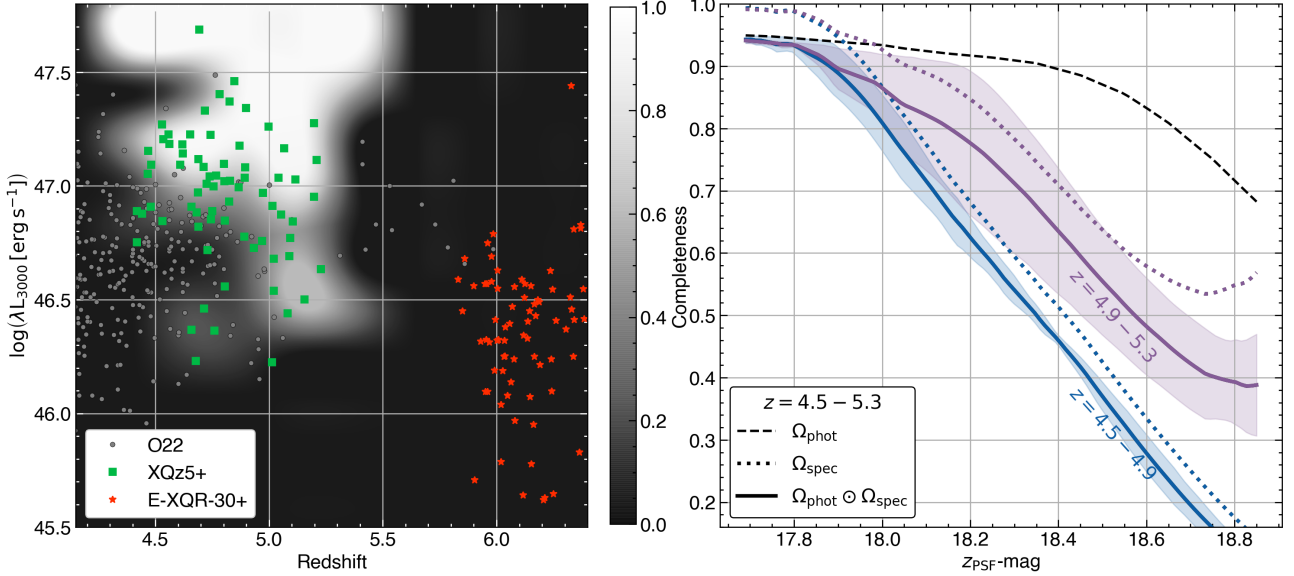 log(λL3000 [erg s−1])
47.5
47.0
46.5
46.0
45.5
4.5
5.0
5.5
6.0
Redshift
O22
XQz5+
E-XQR-30+
1.0
0.8
0.6
0.4
0.2
0.0
Completeness
1.0
0.9
0.8
0.7
0.6
0.5
0.4
0.3
0.2
z = 4.9 − 5.3
z = 4.5 − 4.9
z = 4.5 − 5.3
Ωphot
Ωspec
Ωphot ⊙ Ωspec
17.8
18.0
18.2
18.4
18.6
18.8
zPSF-mag